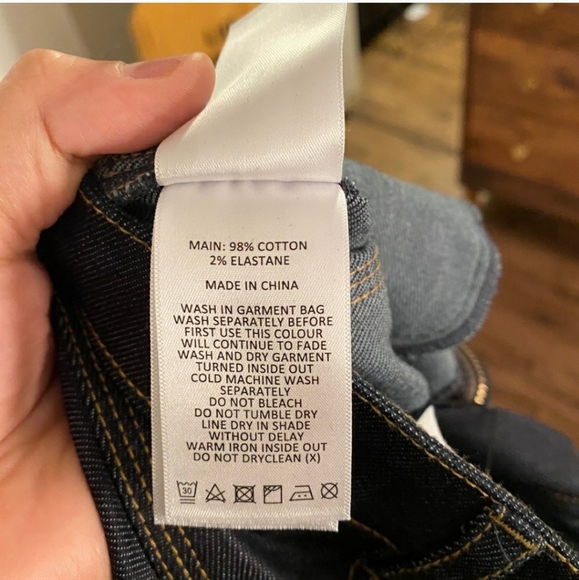 MAIN: 98% COTTON
2% ELASTANE
MADE IN CHINA
WASH IN GARMENT BAG
WASH SEPARATELY BEFORE
FIRST USE THIS COLOUR
WILL CONTINUE TO FADE
WASH AND DRY GARMENT
TURNED INSIDE OUT
COLD MACHINE WASH
SEPARATELY
DO NOT BLEACH
DO NOT TUMBLE DRY
LINE DRY IN SHADE
WITHOUT DELAY
WARM IRON INSIDE OUT
DO NOT DRYCLEAN (X)
30